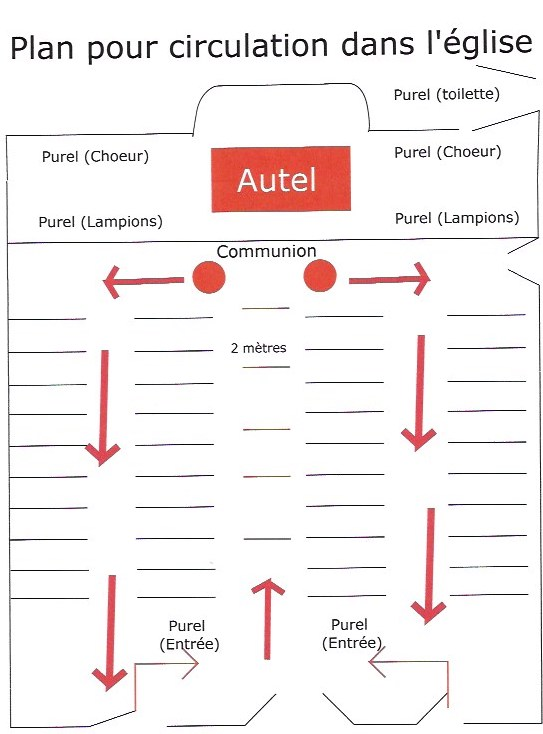 Plan pour circulation dans l'église
Purel (toilette)
Purel (Choeur)
Purel (Choeur)
Autel
Purel (Lampions)
Purel (Lampions)
Communion
2 mètres
Purel
(Entrée)
Purel
(Entrée)